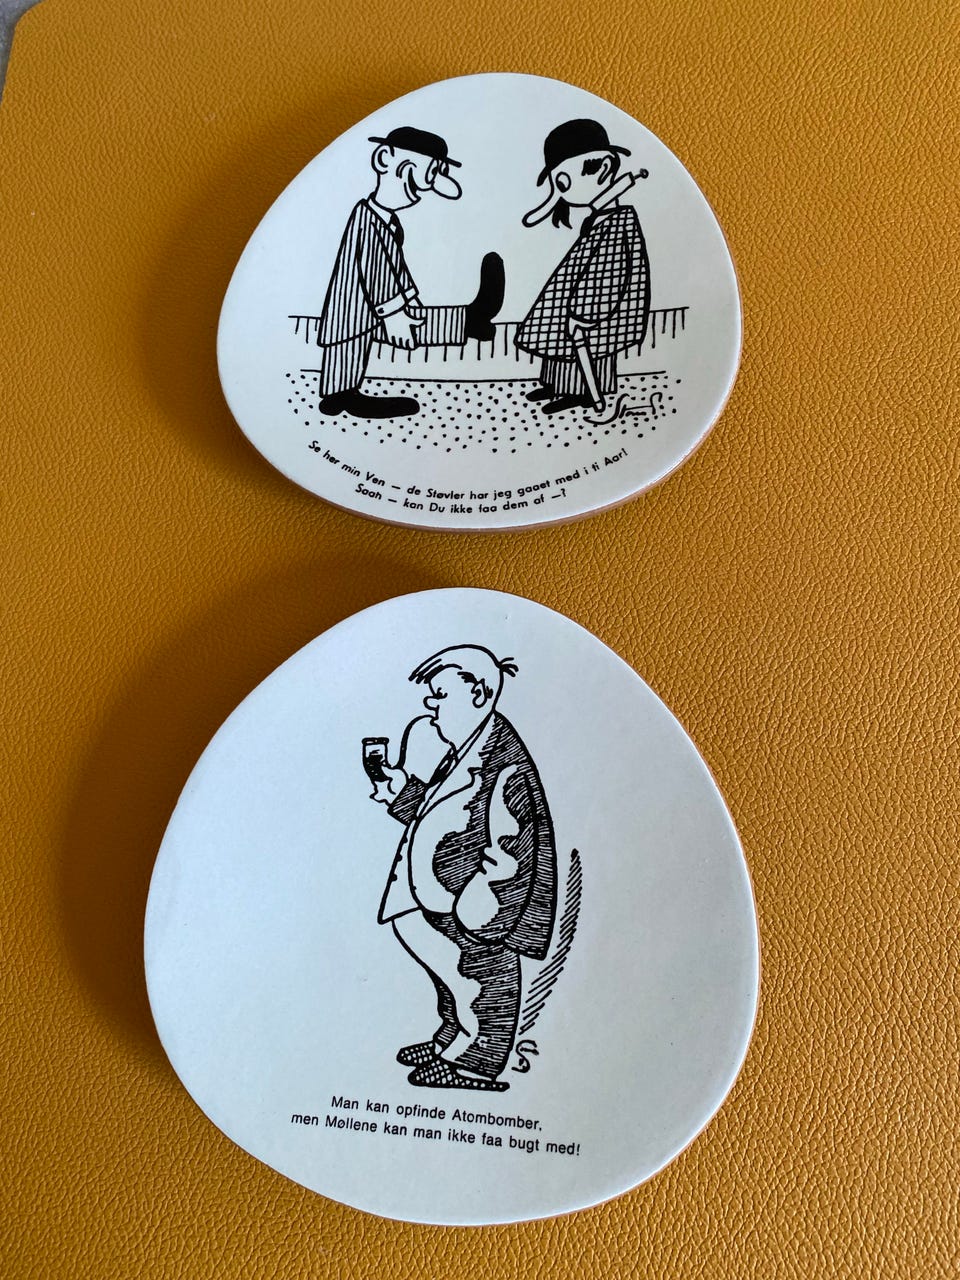 Se her min Ven — de Støvler har jeg gaaet med i ti Aar!
Saah — kan Du ikke faa dem af —?
Man kan opfinde Atombomber,
men Møllene kan man ikke faa bugt med!